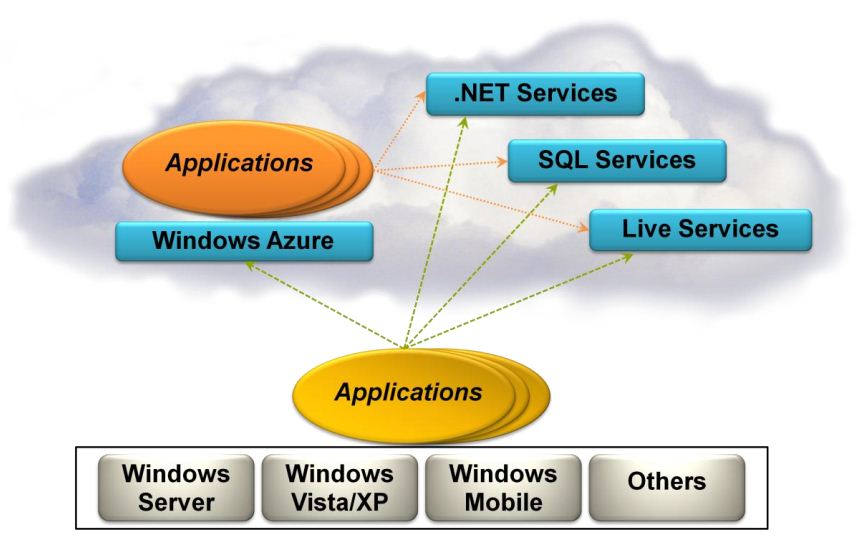 .NET Services
Applications
SQL Services
Windows Azure
Live Services
Applications
Windows
Server
Windows
Vista/XP
Windows
Mobile
Others